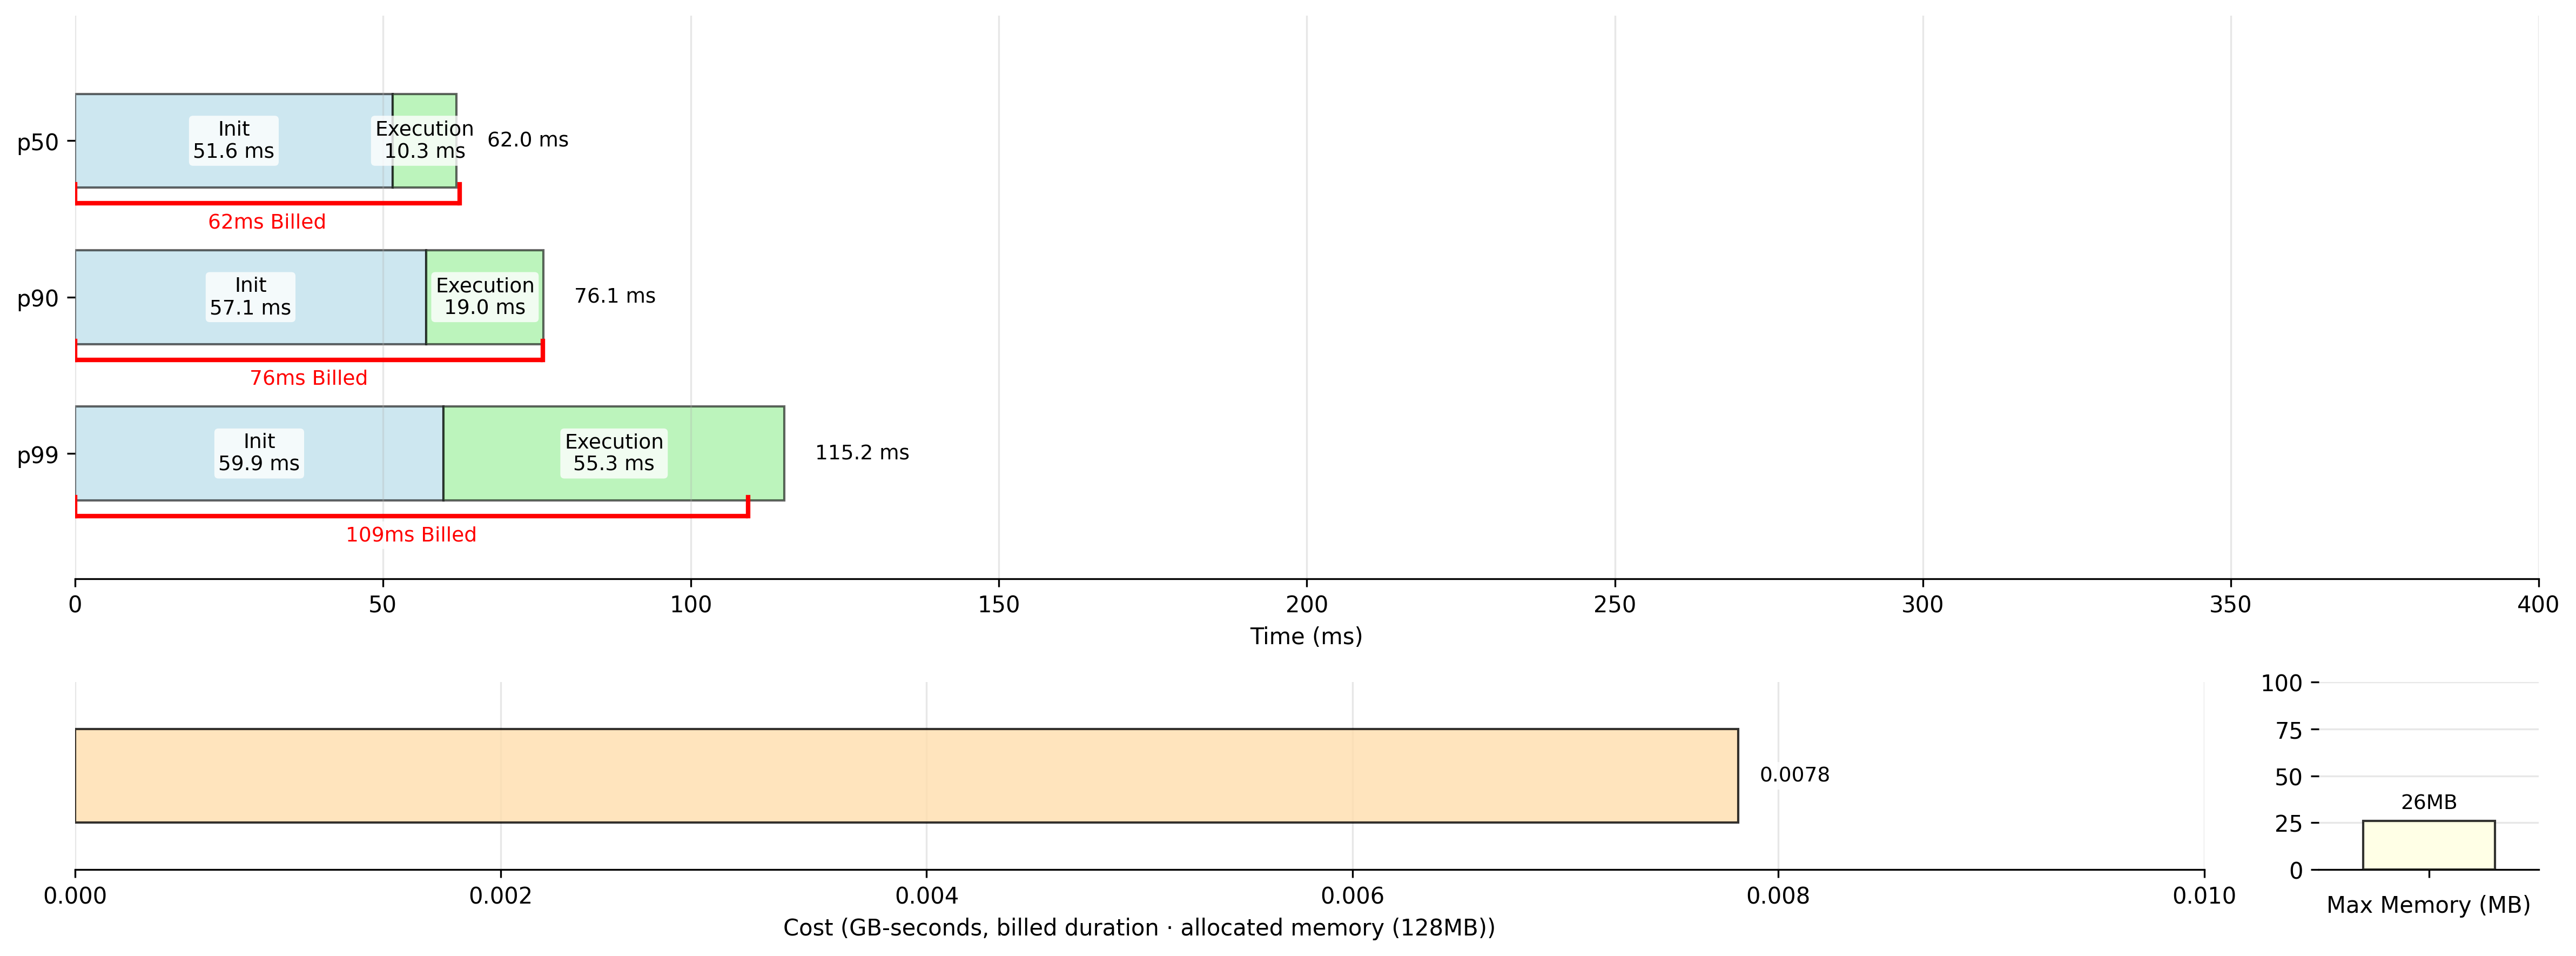 p50
Init
51.6 ms
Execution
10.3 ms
62.0 ms
62ms Billed
p90
Init
57.1 ms
Execution
19.0 ms
76.1 ms
76ms Billed
p99
Init
59.9 ms
Execution
55.3 ms
115.2 ms
109ms Billed
0 50 100 150 200 250 300 350 400
Time (ms)
0.0078
0.000 0.002 0.004 0.006 0.008 0.010
Cost (GB-seconds, billed duration · allocated memory (128MB))
100
75
50
25
0
26MB
Max Memory (MB)